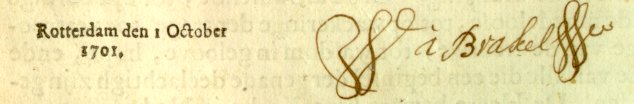 Rotterdam den 1 October
1701.
W à Brakel